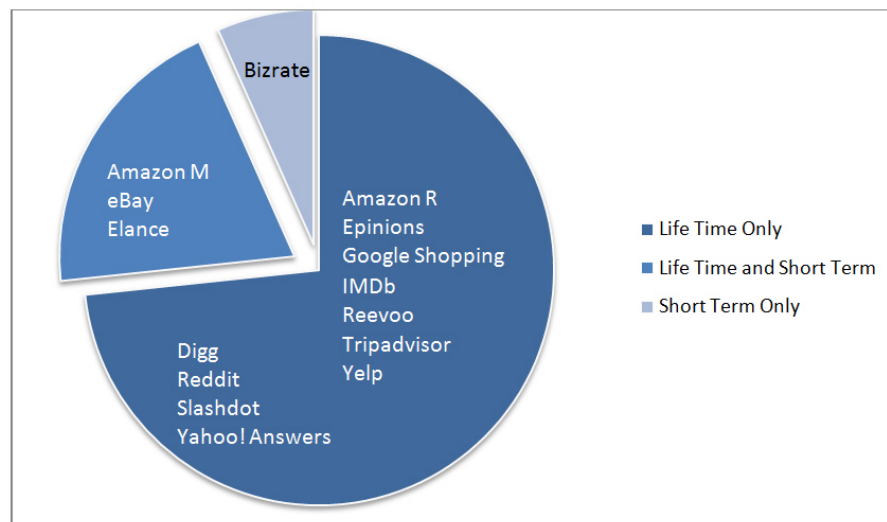 Bizrate
Amazon M
eBay
Elance
Amazon R
Epinions
Google Shopping
IMDb
Reevoo
Tripadvisor
Yelp
Digg
Reddit
Slashdot
Yahoo! Answers
Life Time Only
Life Time and Short Term
Short Term Only